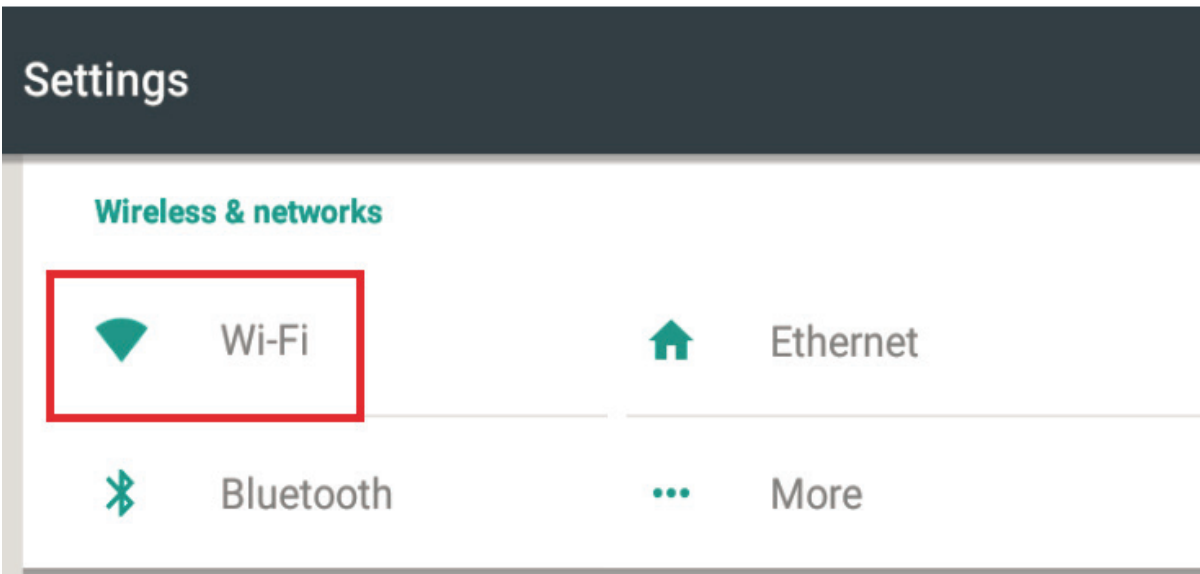 Settings
Wireless & networks
Wi-Fi
Ethernet
Bluetooth
More